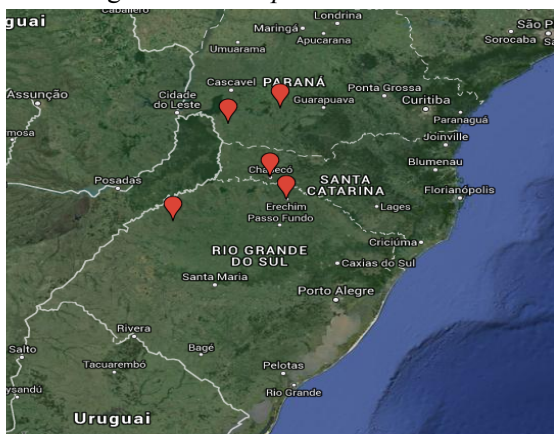 Caballero
guai
Londrina
Maringá
Apucarana
São P
Sorocaba
Umuarama
Cascavel
PARANÁ
Assunção
Cidade
do Leste
Ponta Grossa
Guarapuava
Curitiba
Paranaguá
mosa
Joinville
Blumenau
Posadas
Chapecó
SANTA
CATARINA
Florianópolis
Erechim
Lages
Passo Fundo
Criciúma
RIO GRANDE
DO SUL
Caxias do Sul
Santa Maria
Porto Alegre
Rivera
Salto
Bagé
Tacuarembó
Pelotas
Rio Grande
ysandú
Uruguai